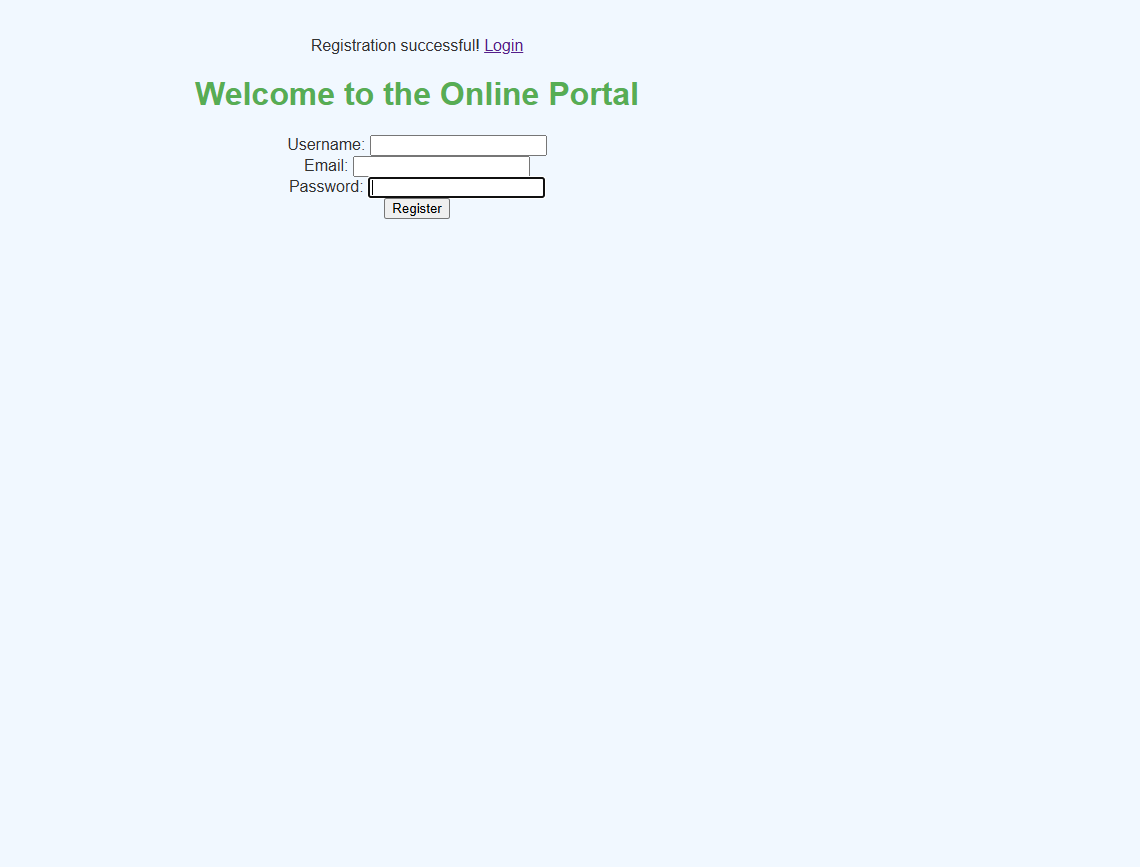 Registration successful! Login
Welcome to the Online Portal
Username:
Email:
Password:
Register